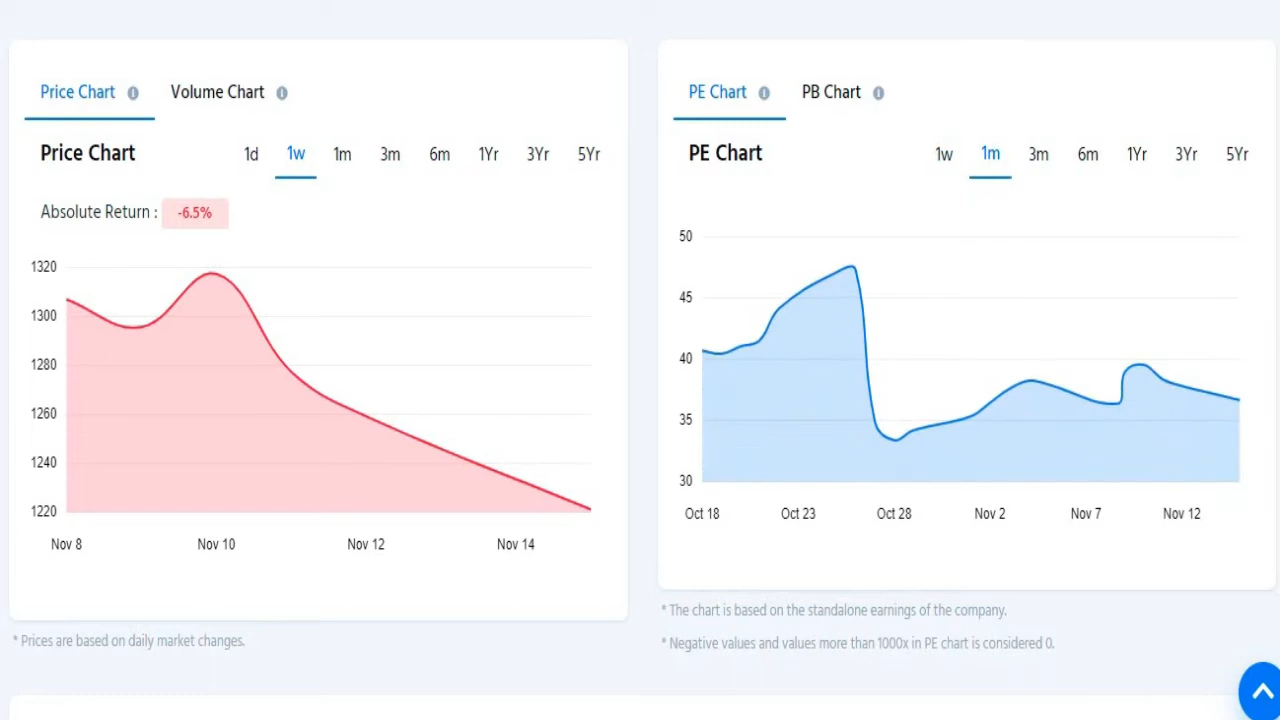 Price Chart Volume Chart
Price Chart 1d 1w 1m 3m 6m 1Yr 3Yr 5Yr
Absolute Return : -6.5%
1320
1300
1280
1260
1240
1220
Nov 8 Nov 10 Nov 12 Nov 14
* Prices are based on daily market changes.
PE Chart PB Chart
PE Chart 1w 1m 3m 6m 1Yr 3Yr 5Yr
50
45
40
35
30
Oct 18 Oct 23 Oct 28 Nov 2 Nov 7 Nov 12
* The chart is based on the standalone earnings of the company.
* Negative values and values more than 1000x in PE chart is considered 0.